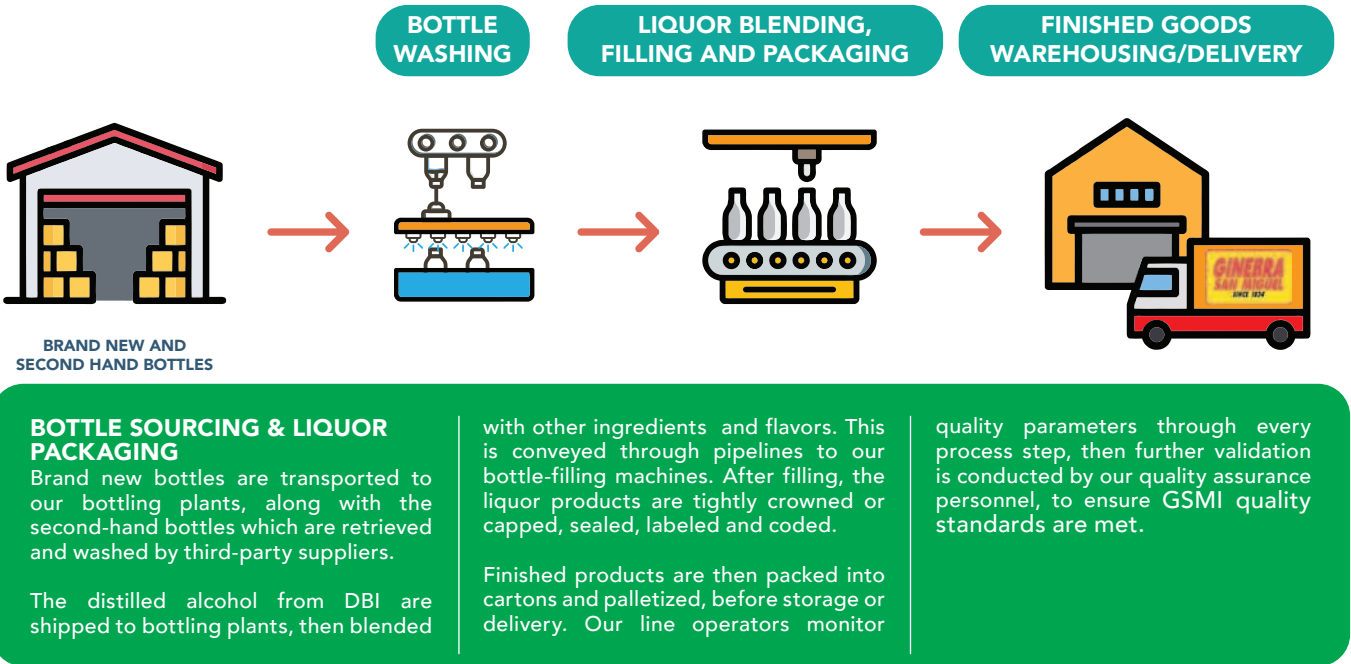 BOTTLE
WASHING
LIQUOR BLENDING,
FILLING AND PACKAGING
FINISHED GOODS
WAREHOUSING/DELIVERY
GINEBRA
SAN MIGUEL
SINCE 1834
BRAND NEW AND
SECOND HAND BOTTLES
BOTTLE SOURCING & LIQUOR
PACKAGING
Brand new bottles are transported to
our bottling plants, along with the
second-hand bottles which are retrieved
and washed by third-party suppliers.
The distilled alcohol from DBI are
shipped to bottling plants, then blended
with other ingredients and flavors. This
is conveyed through pipelines to our
bottle-filling machines. After filling, the
liquor products are tightly crowned or
capped, sealed, labeled and coded.
Finished products are then packed into
cartons and palletized, before storage or
delivery. Our line operators monitor
quality parameters through every
process step, then further validation
is conducted by our quality assurance
personnel, to ensure GSMI quality
standards are met.